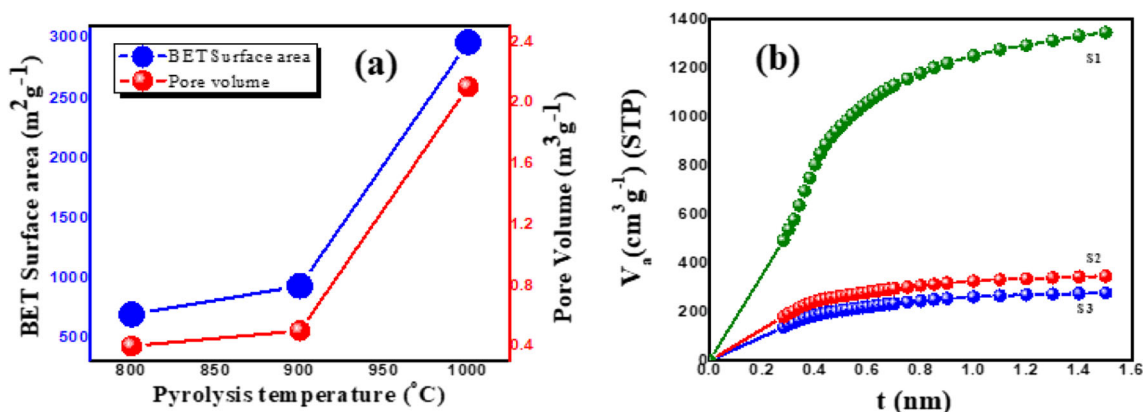 BET Surface area (m²g⁻¹)
3000
2500
2000
1500
1000
500
BET Surface area
Pore volume
(a)
2.4
2.0
1.6
1.2
0.8
0.4
Pore Volume (m³g⁻¹)
800
900
1000
Pyrolysis temperature (°C)
Vₐ (cm³ g⁻¹) (STP)
1400
1200
1000
800
600
400
200
0
(b)
S1
S2
S3
0.0
0.2
0.4
0.6
0.8
1.0
1.2
1.4
1.6
t (nm)